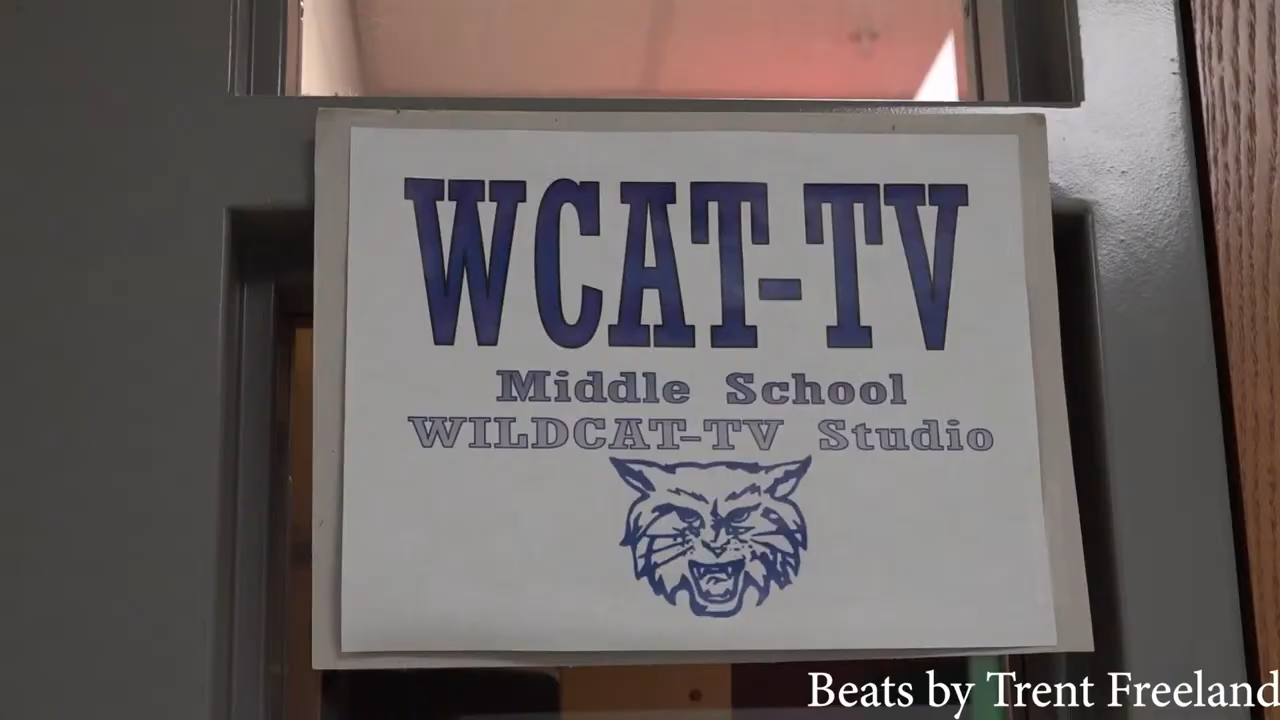 WCAT-TV
Middle School
WILDCAT-TV Studio
Beats by Trent Freeland